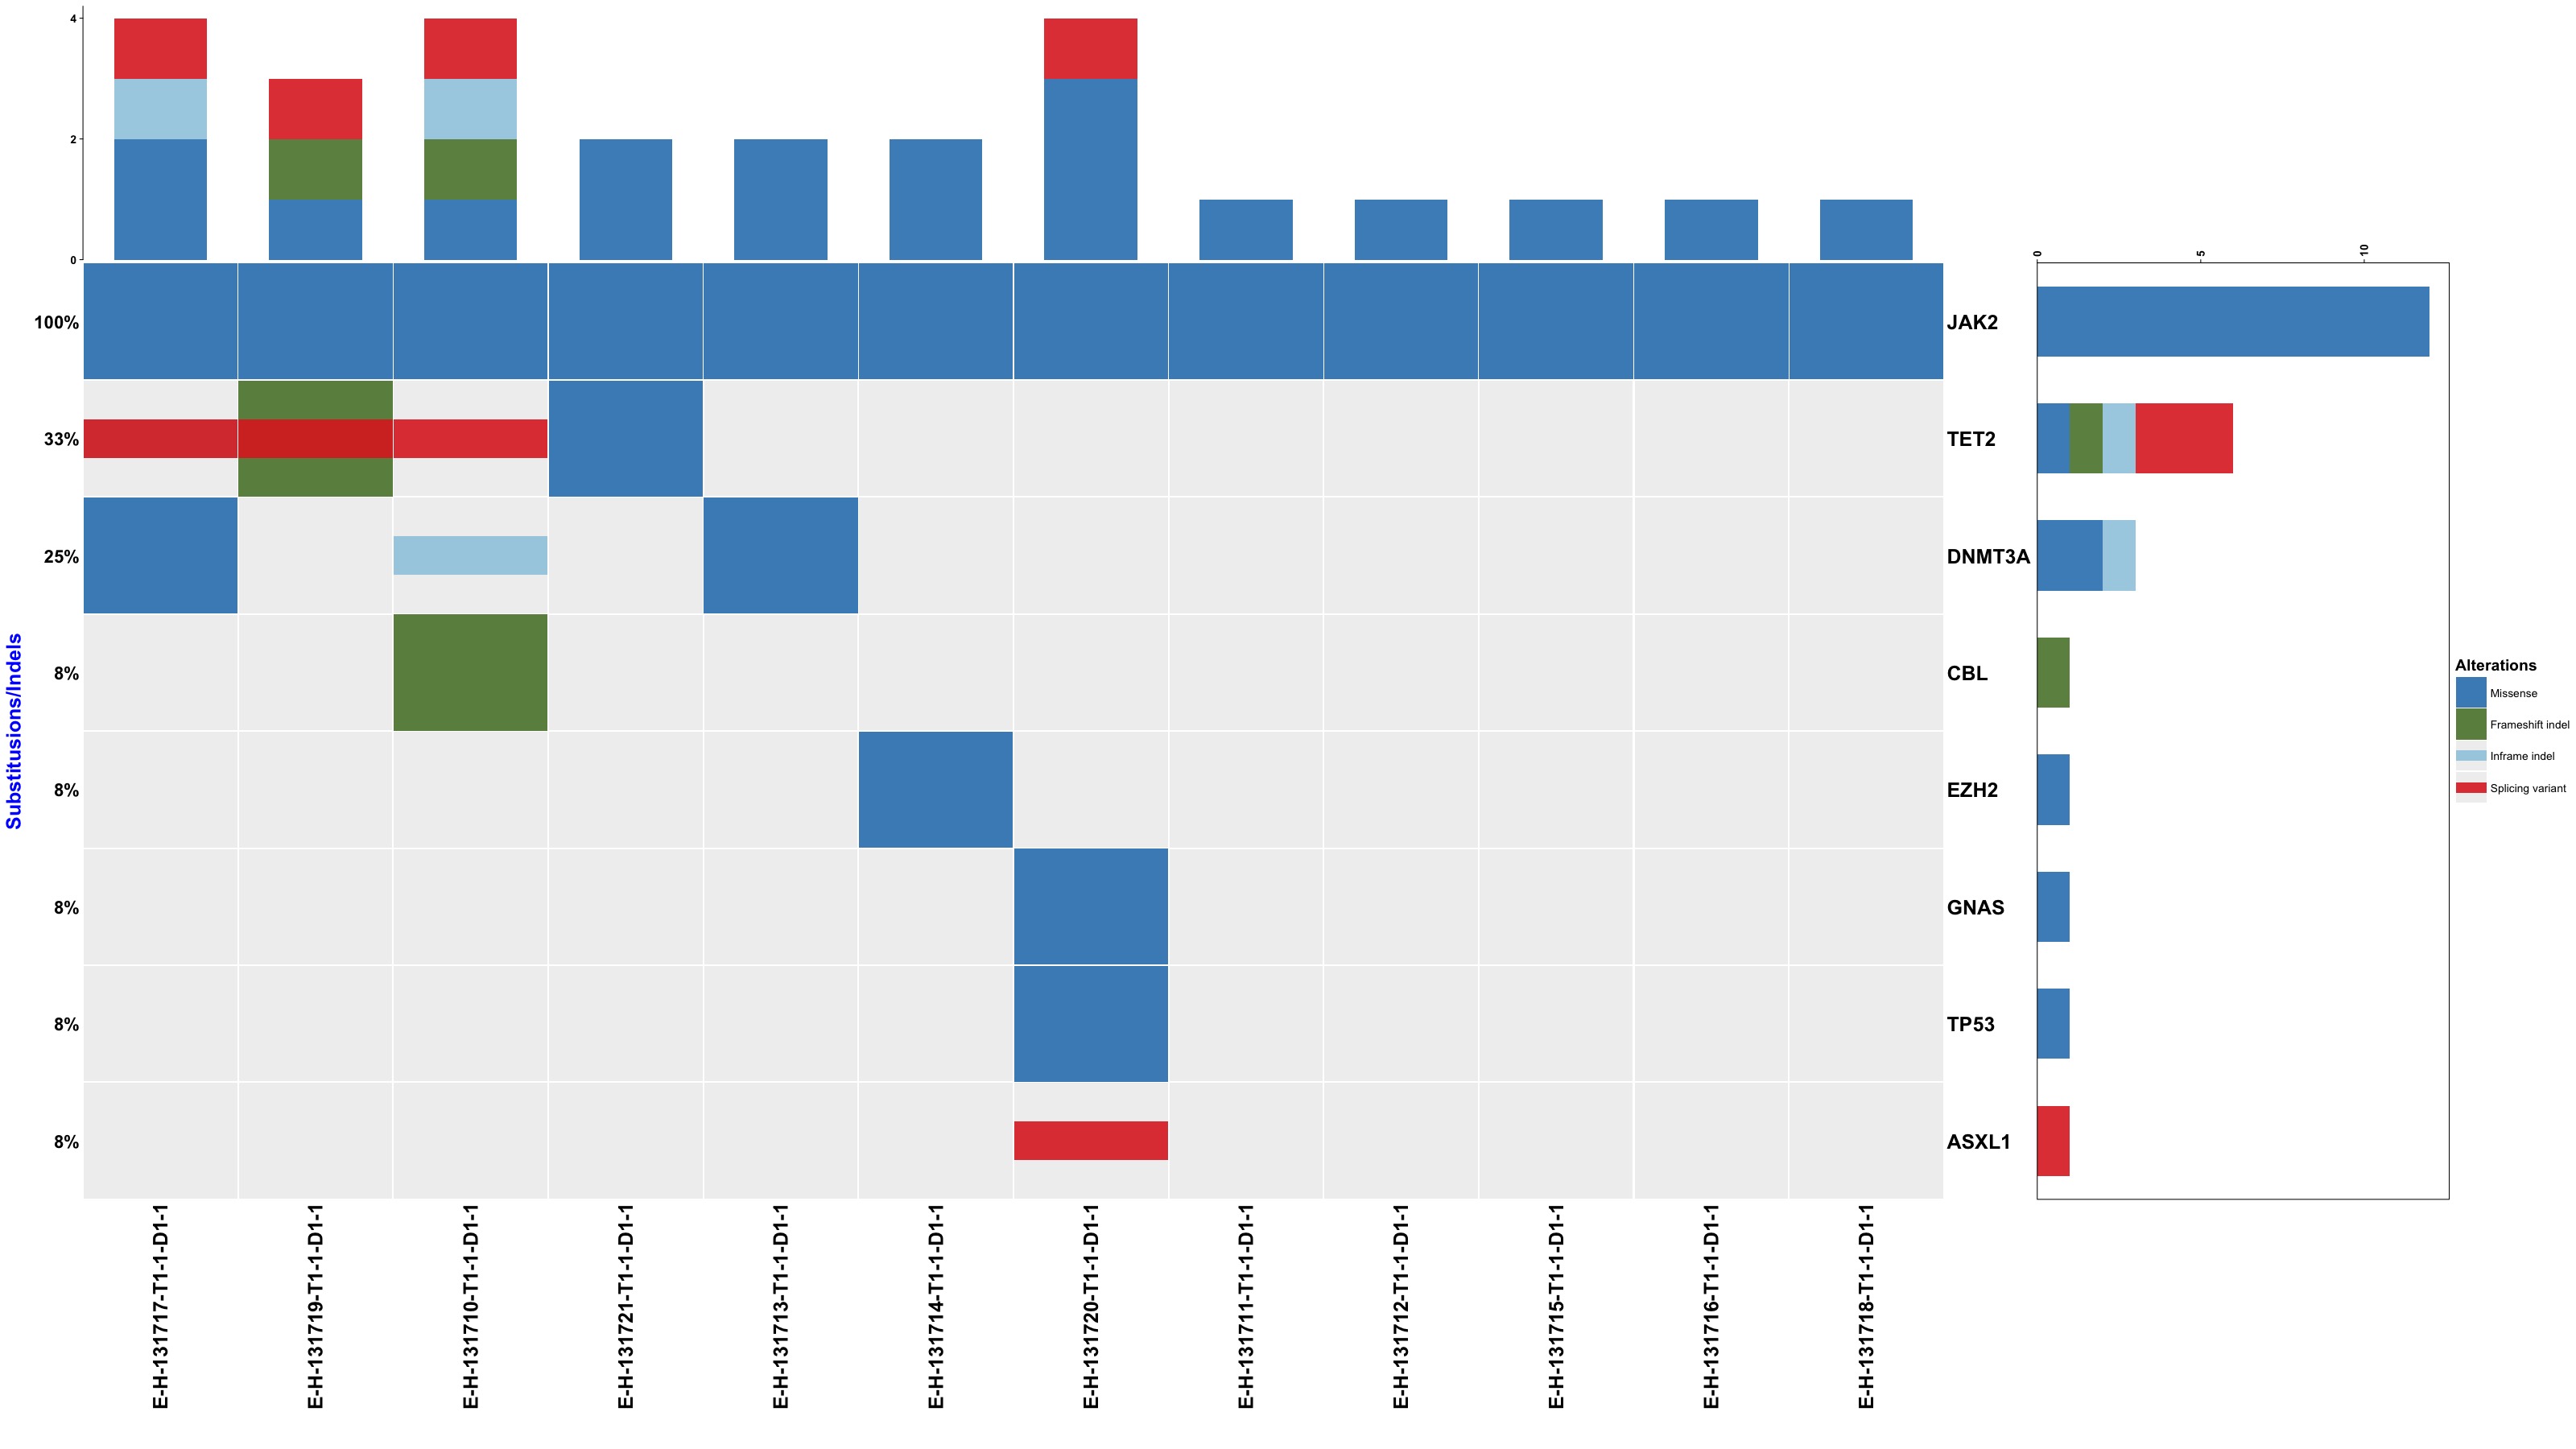 4
2
0
0
5
10
100%
JAK2
33%
TET2
25%
DNMT3A
8%
CBL
8%
EZH2
8%
GNAS
8%
TP53
8%
ASXL1
Substitusions/Indels
Alterations
Missense
Frameshift indel
Inframe indel
Splicing variant
E-H-131717-T1-1-D1-1
E-H-131719-T1-1-D1-1
E-H-131710-T1-1-D1-1
E-H-131721-T1-1-D1-1
E-H-131713-T1-1-D1-1
E-H-131714-T1-1-D1-1
E-H-131720-T1-1-D1-1
E-H-131711-T1-1-D1-1
E-H-131712-T1-1-D1-1
E-H-131715-T1-1-D1-1
E-H-131716-T1-1-D1-1
E-H-131718-T1-1-D1-1